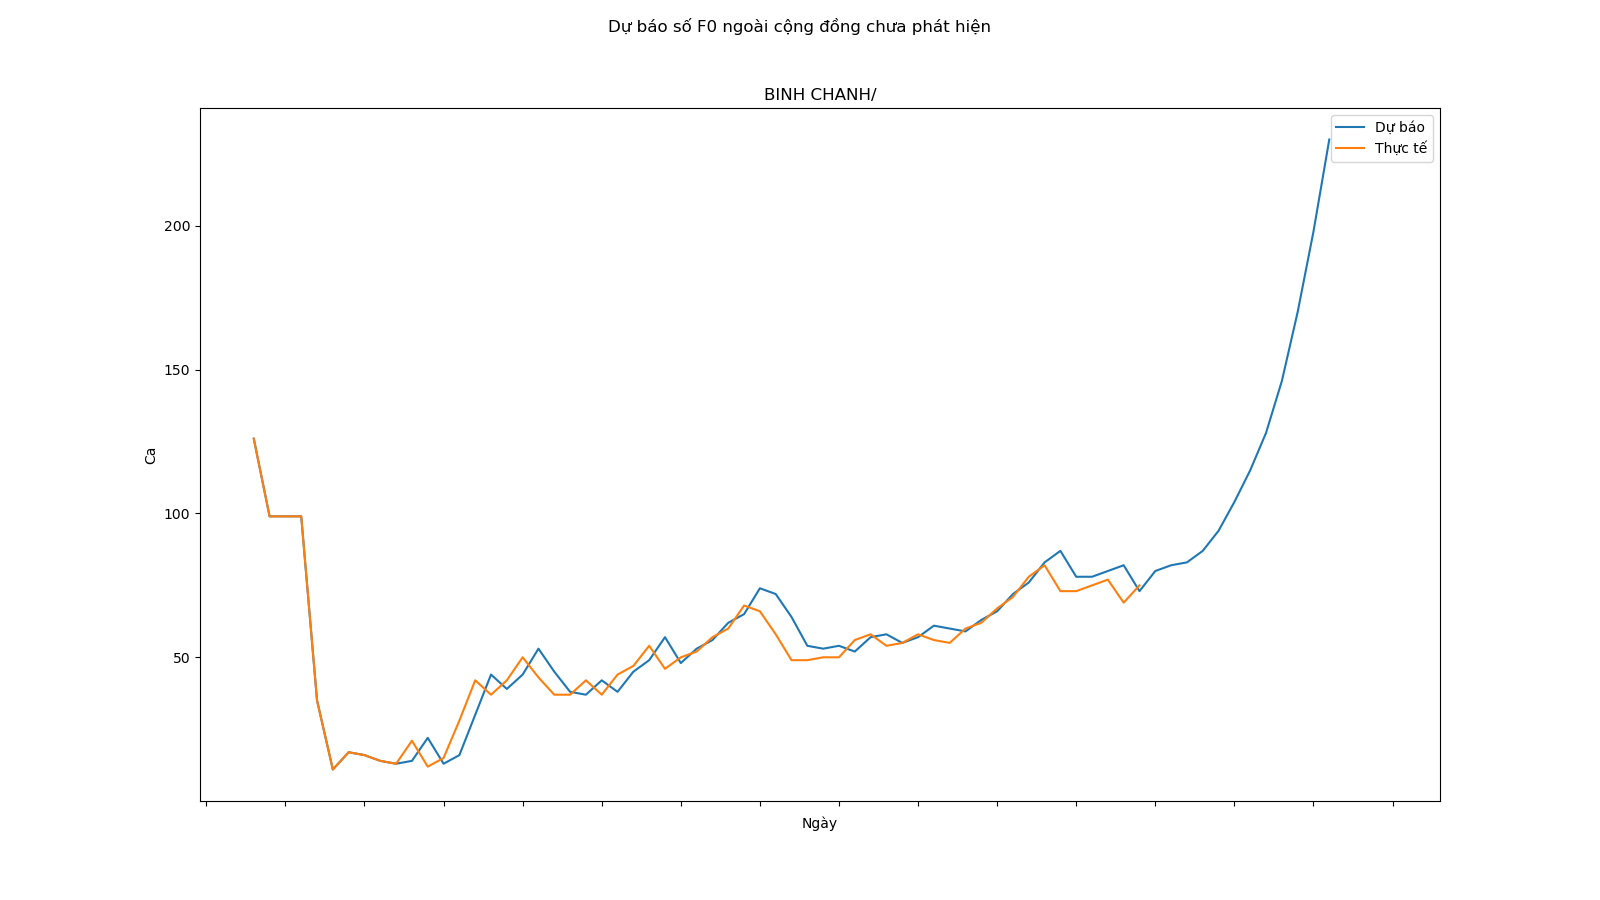 Dự báo số F0 ngoài cộng đồng chưa phát hiện
BINH CHANH/
Dự báo
Thực tế
200
150
100
50
Ca
Ngày